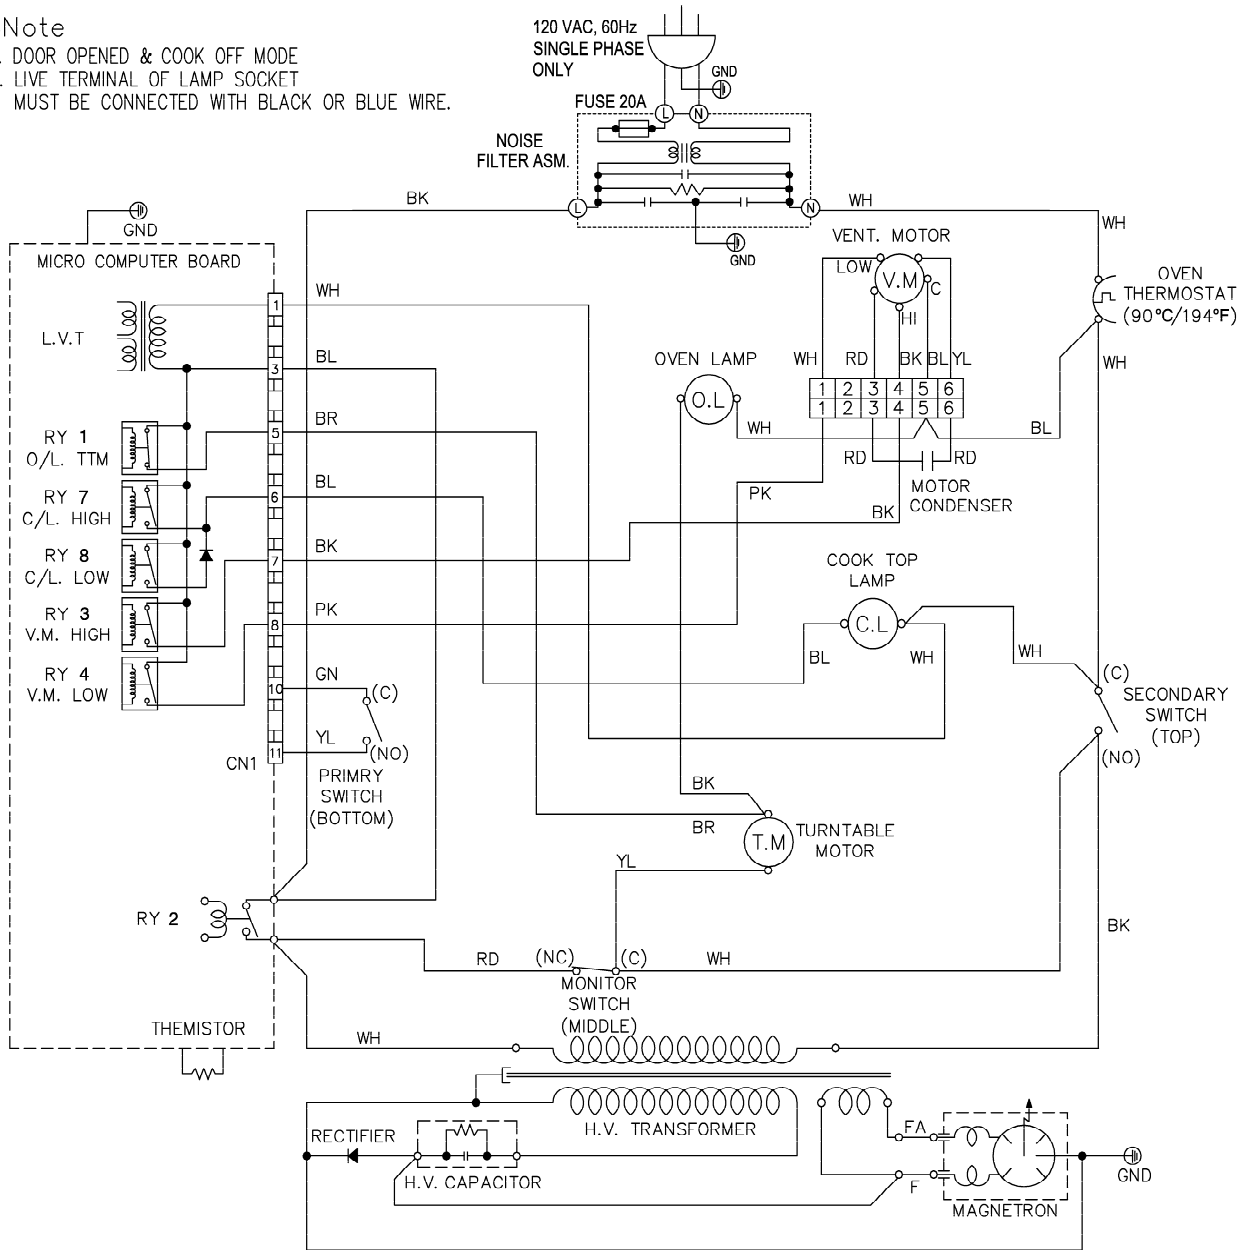 Note
. DOOR OPENED & COOK OFF MODE
. LIVE TERMINAL OF LAMP SOCKET
MUST BE CONNECTED WITH BLACK OR BLUE WIRE.
120 VAC, 60Hz
SINGLE PHASE
ONLY
GND
FUSE 20A
L
N
NOISE
FILTER ASM.
BK
L
N
WH
GND
WH
GND
MICRO COMPUTER BOARD
VENT. MOTOR
LOW
V.M
C
HI
OVEN
THERMOSTAT
(90°C/194°F)
1
WH
L.V.T
OVEN LAMP
WH
RD
BK
BL
YL
WH
3
BL
O.L
1 2 3 4 5 6
1 2 3 4 5 6
RY 1
O/L. TTM
5
BR
WH
BL
RD
RD
RY 7
C/L. HIGH
6
BL
PK
MOTOR
CONDENSER
BK
RY 8
C/L. LOW
7
BK
COOK TOP
LAMP
RY 3
V.M. HIGH
8
PK
C.L
BL
WH
WH
RY 4
V.M. LOW
10
GN
(C)
(C)
SECONDARY
SWITCH
(TOP)
(NO)
11
YL
(NO)
CN1
PRIMRY
SWITCH
(BOTTOM)
BK
BR
T.M
TURNTABLE
MOTOR
YL
RY 2
BK
RD
(NC)
(C)
WH
MONITOR
SWITCH
(MIDDLE)
THEMISTOR
WH
H.V. TRANSFORMER
RECTIFIER
H.V. CAPACITOR
FA
F
GND
MAGNETRON